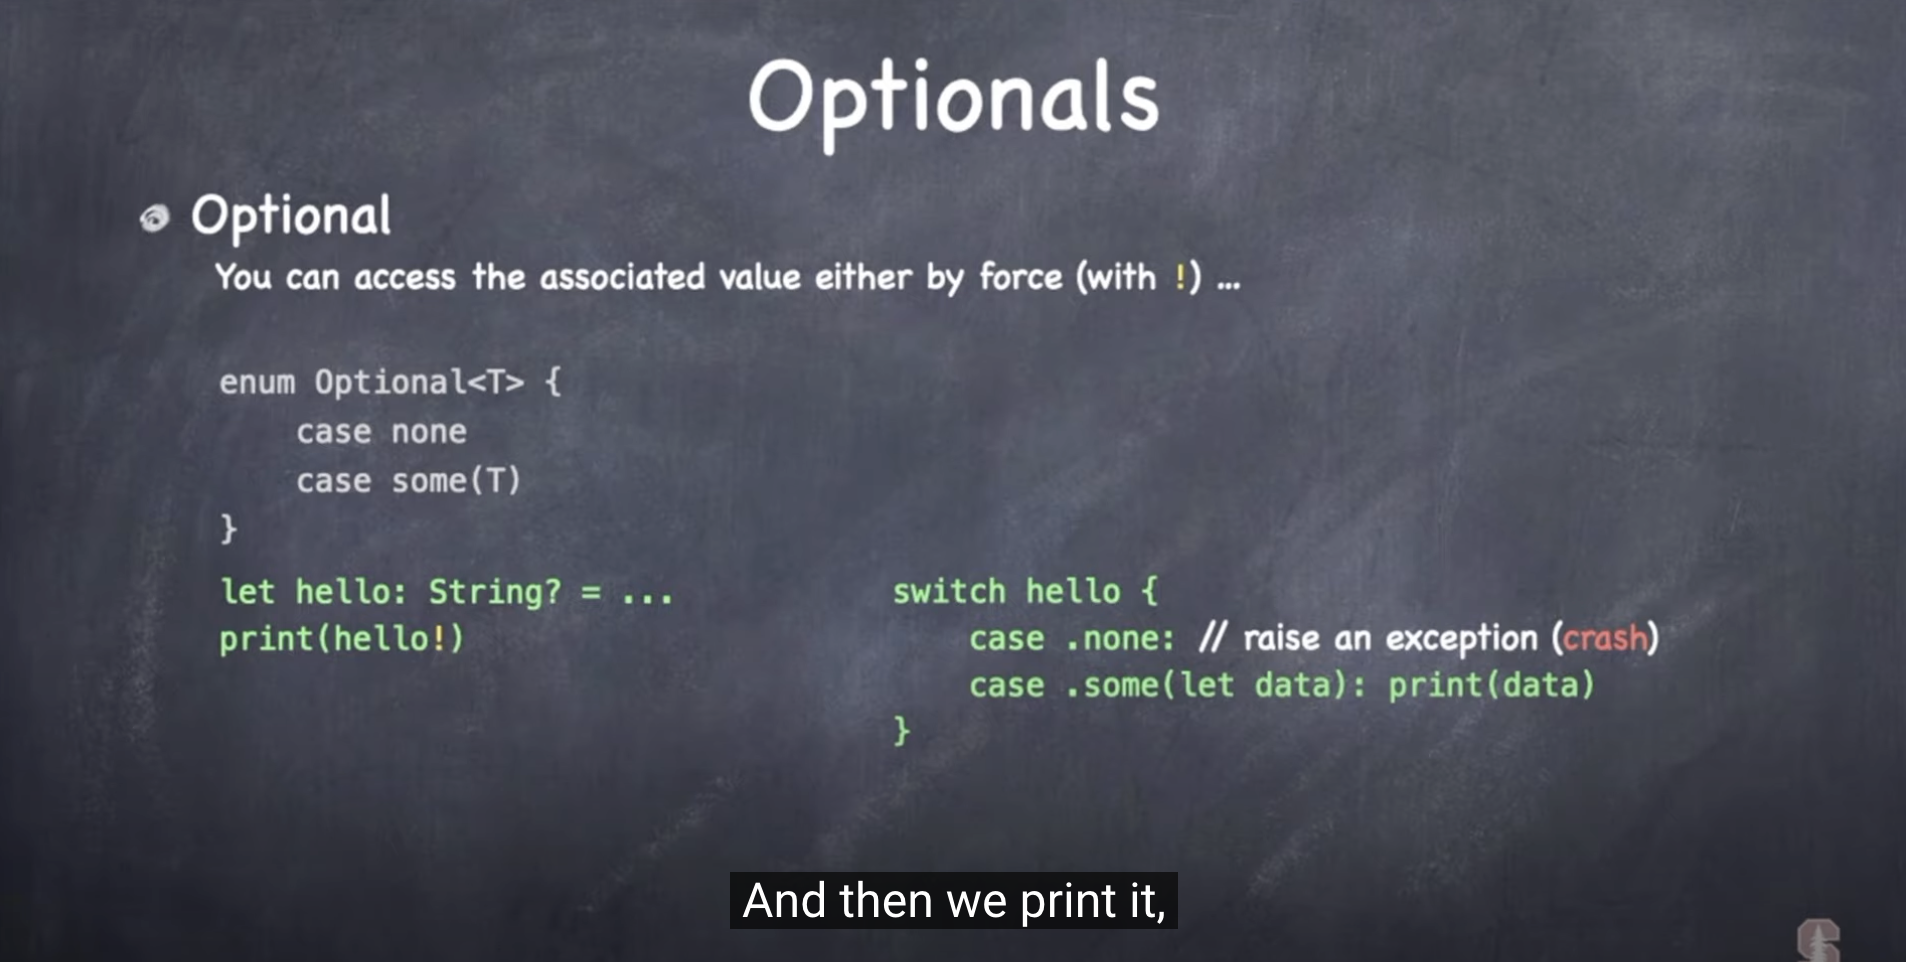 Optionals
Optional
You can access the associated value either by force (with !) ...
enum Optional<T> {
    case none
    case some(T)
}
let hello: String? = ...
print(hello!)
switch hello {
    case .none: // raise an exception (crash)
    case .some(let data): print(data)
}
And then we print it,